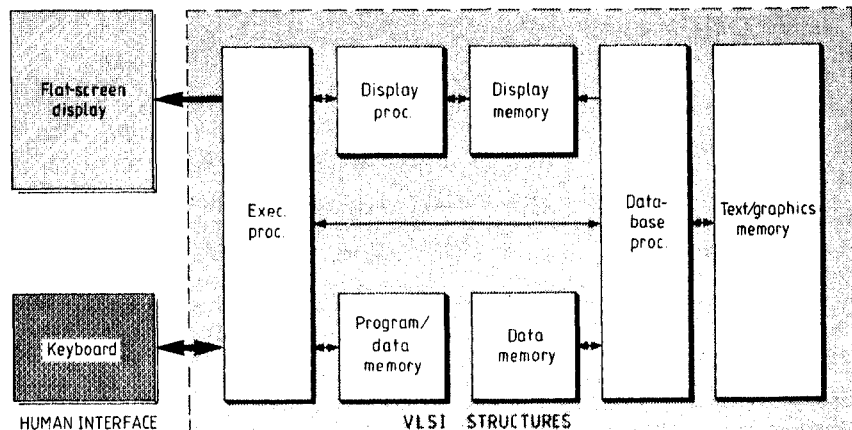 Flat-screen
display
Exec.
proc.
Display
proc.
Display
memory
Data-
base
proc.
Text/graphics
memory
Keyboard
Program/
data
memory
Data
memory
HUMAN INTERFACE
VLSI STRUCTURES